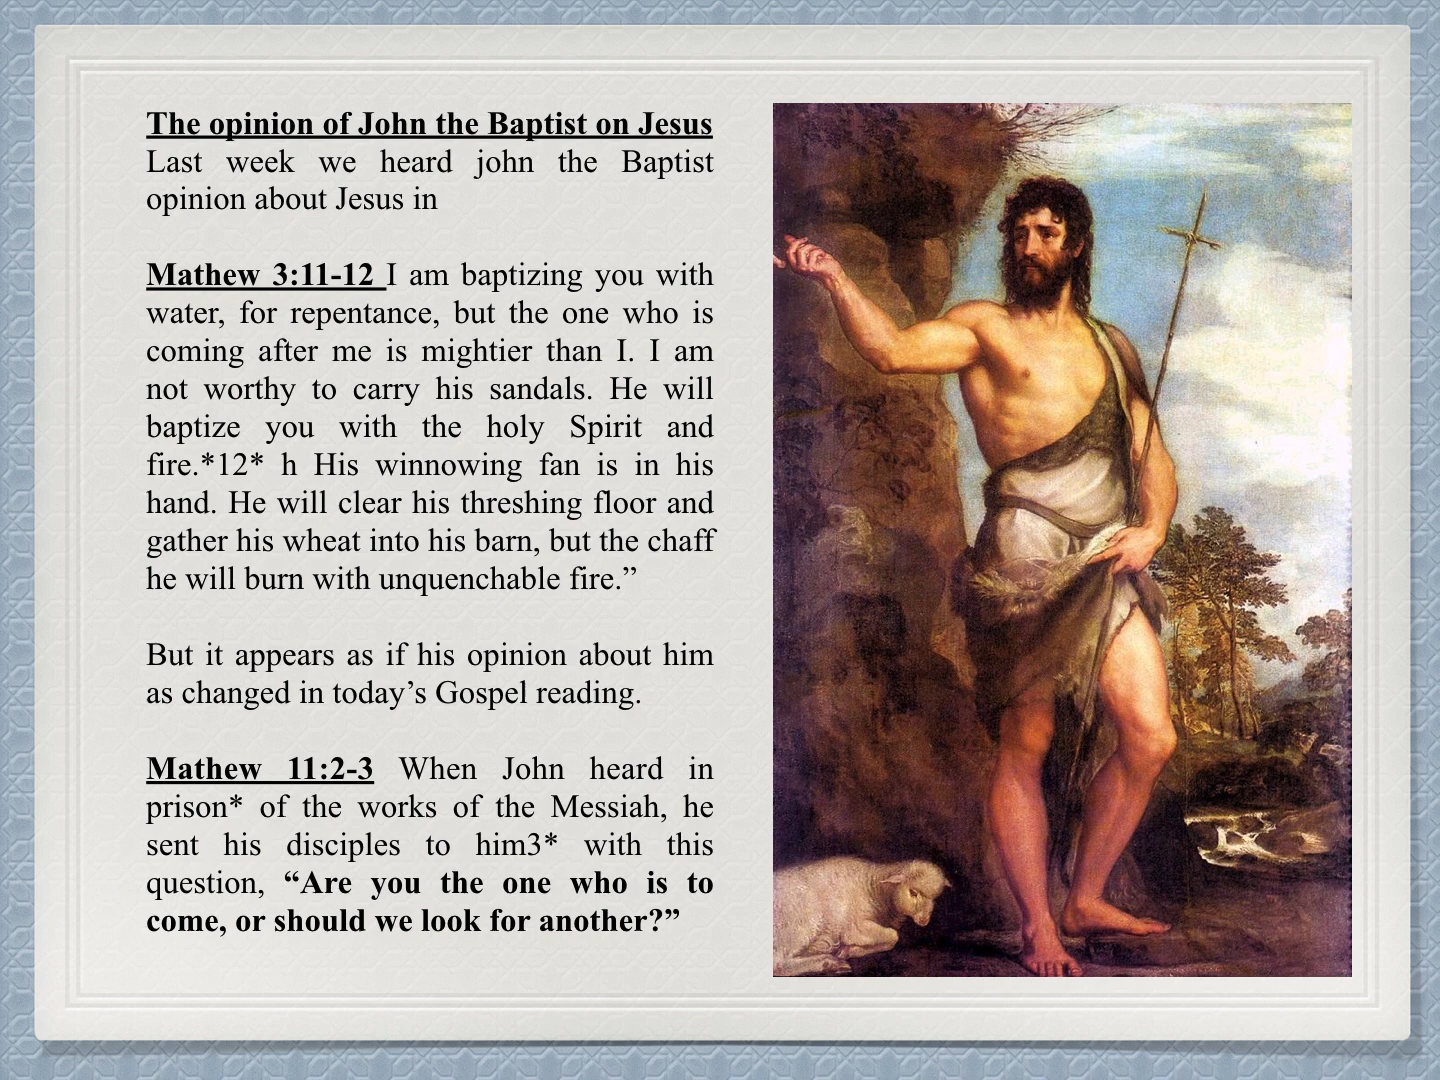 The opinion of John the Baptist on Jesus
Last week we heard john the Baptist
opinion about Jesus in
Mathew 3:11-12 I am baptizing you with
water, for repentance, but the one who is
coming after me is mightier than I. I am
not worthy to carry his sandals. He will
baptize you with the holy Spirit and
fire.*12* h His winnowing fan is in his
hand. He will clear his threshing floor and
gather his wheat into his barn, but the chaff
he will burn with unquenchable fire.”
But it appears as if his opinion about him
as changed in today’s Gospel reading.
Mathew 11:2-3 When John heard in
prison* of the works of the Messiah, he
sent his disciples to him3* with this
question, “Are you the one who is to
come, or should we look for another?”